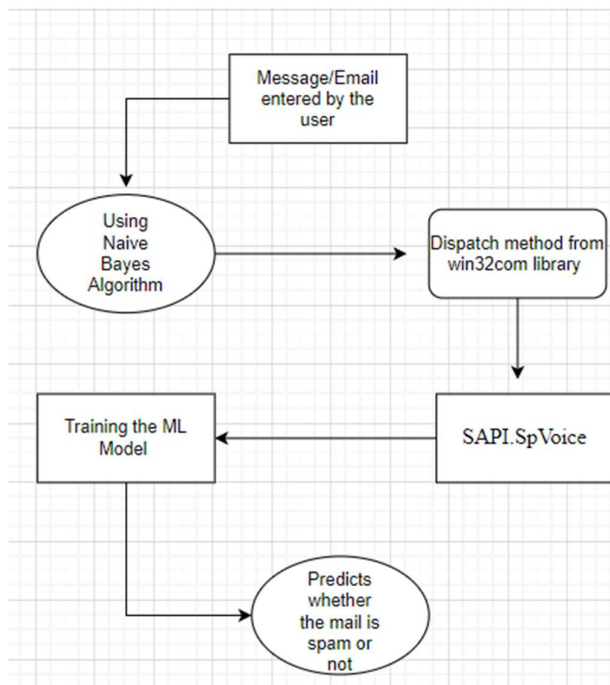 Message/Email
entered by the
user
Using
Naive
Bayes
Algorithm
Dispatch method from
win32com library
SAPI.SpVoice
Training the ML
Model
Predicts
whether
the mail is
spam or
not